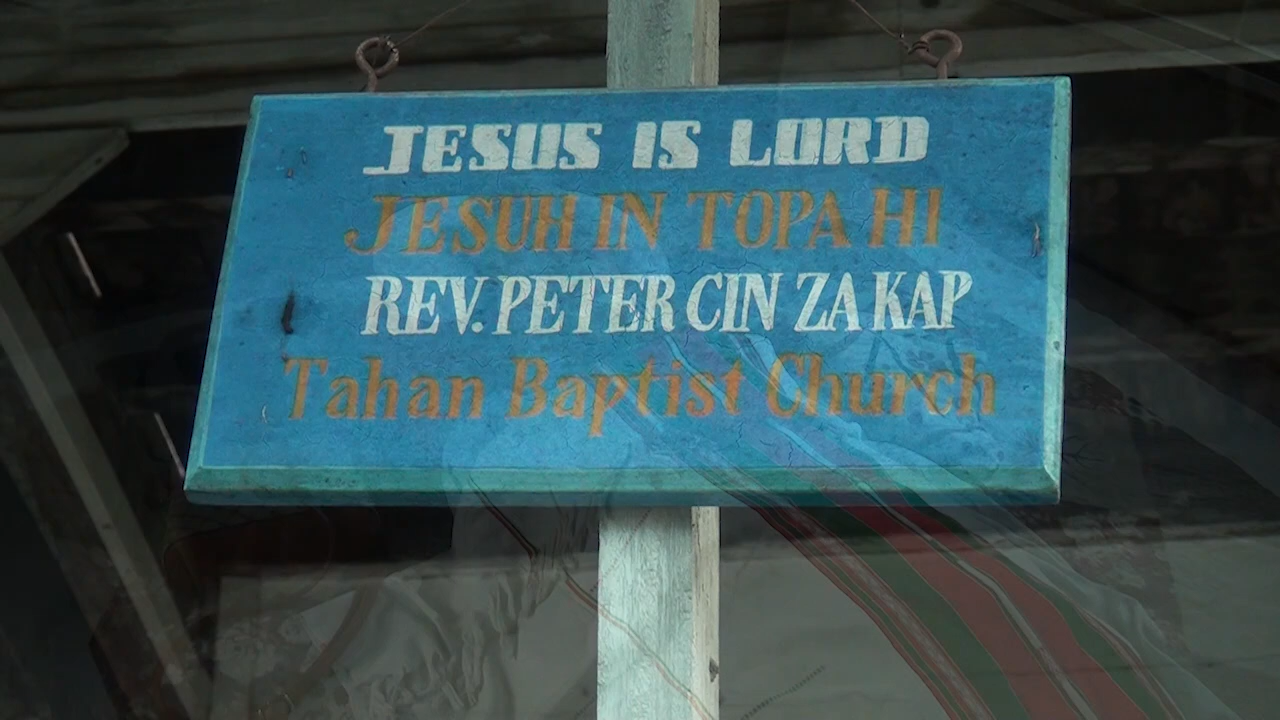 JESUS IS LORD
JESUH IN TOPA HI
REV. PETER CIN ZA KAP
Tahan Baptist Church